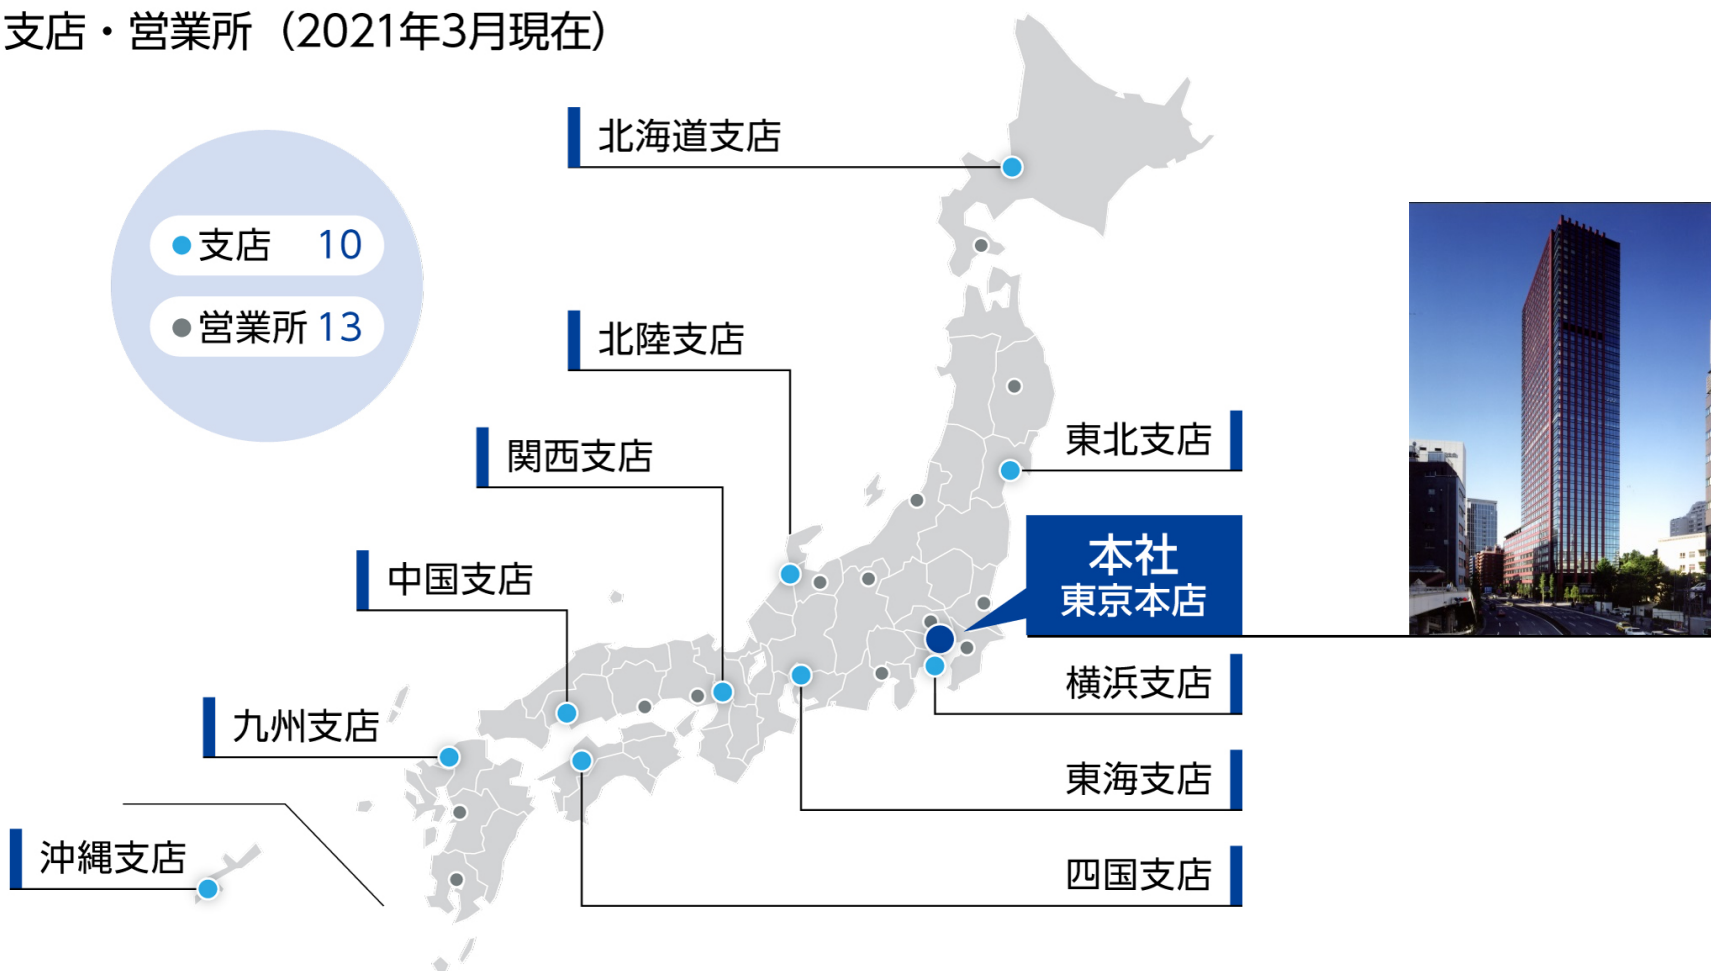 支店・営業所（2021年3月現在）
北海道支店
支店 10
営業所 13
北陸支店
東北支店
関西支店
本社
東京本店
中国支店
横浜支店
九州支店
東海支店
沖縄支店
四国支店